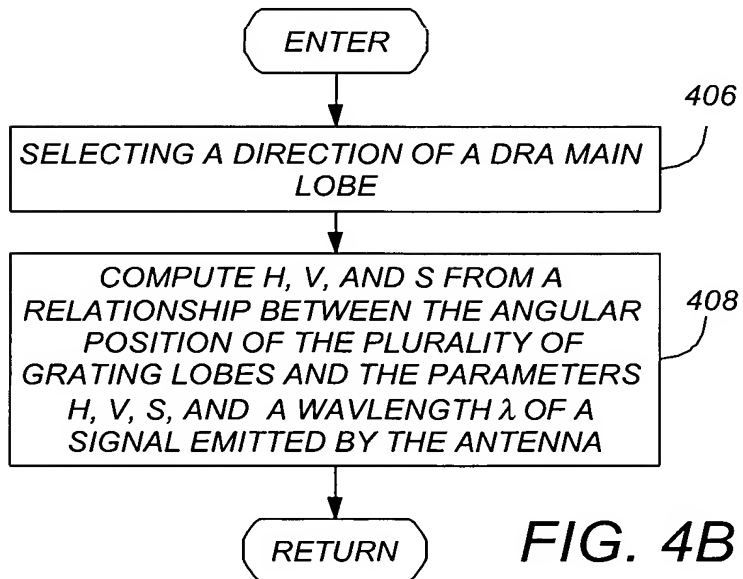 ENTER
406
SELECTING A DIRECTION OF A DRA MAIN
LOBE
COMPUTE H, V, AND S FROM A
RELATIONSHIP BETWEEN THE ANGULAR
POSITION OF THE PLURALITY OF
GRATING LOBES AND THE PARAMETERS
H, V, S, AND A WAVLENGTH λ OF A
SIGNAL EMITTED BY THE ANTENNA
408
RETURN
FIG. 4B